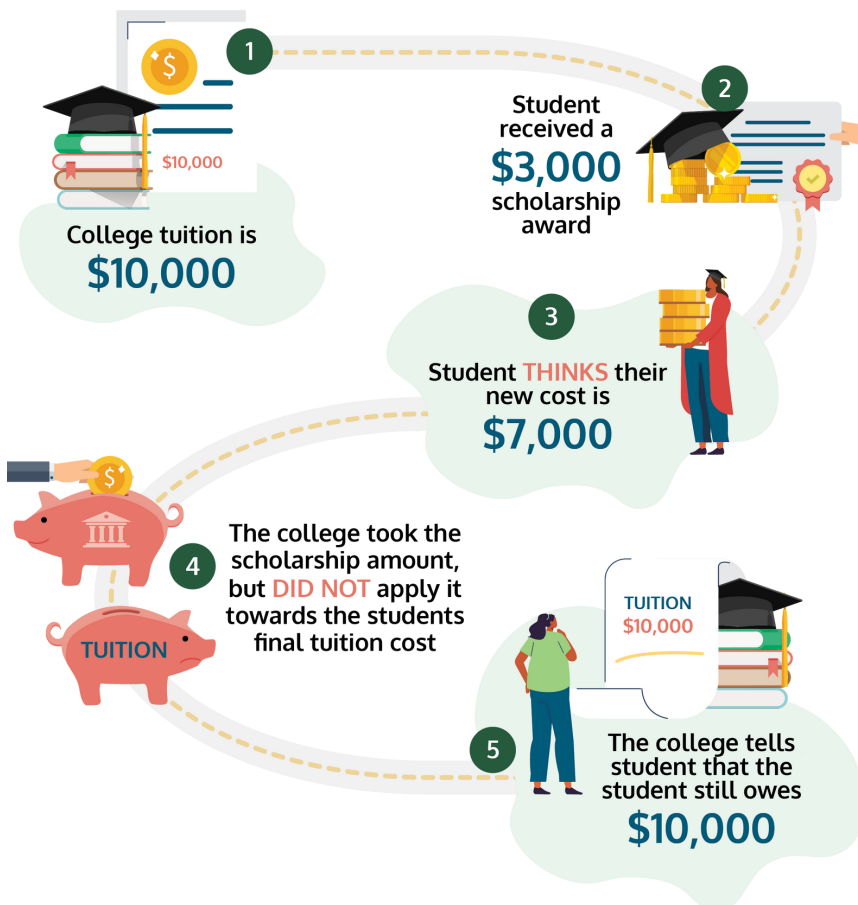 1
$
$10,000
College tuition is
$10,000
2
Student
received a
$3,000
scholarship
award
3
Student THINKS their
new cost is
$7,000
$
4
The college took the
scholarship amount,
but DID NOT apply it
towards the students
final tuition cost
TUITION
5
TUITION
$10,000
The college tells
student that the
student still owes
$10,000